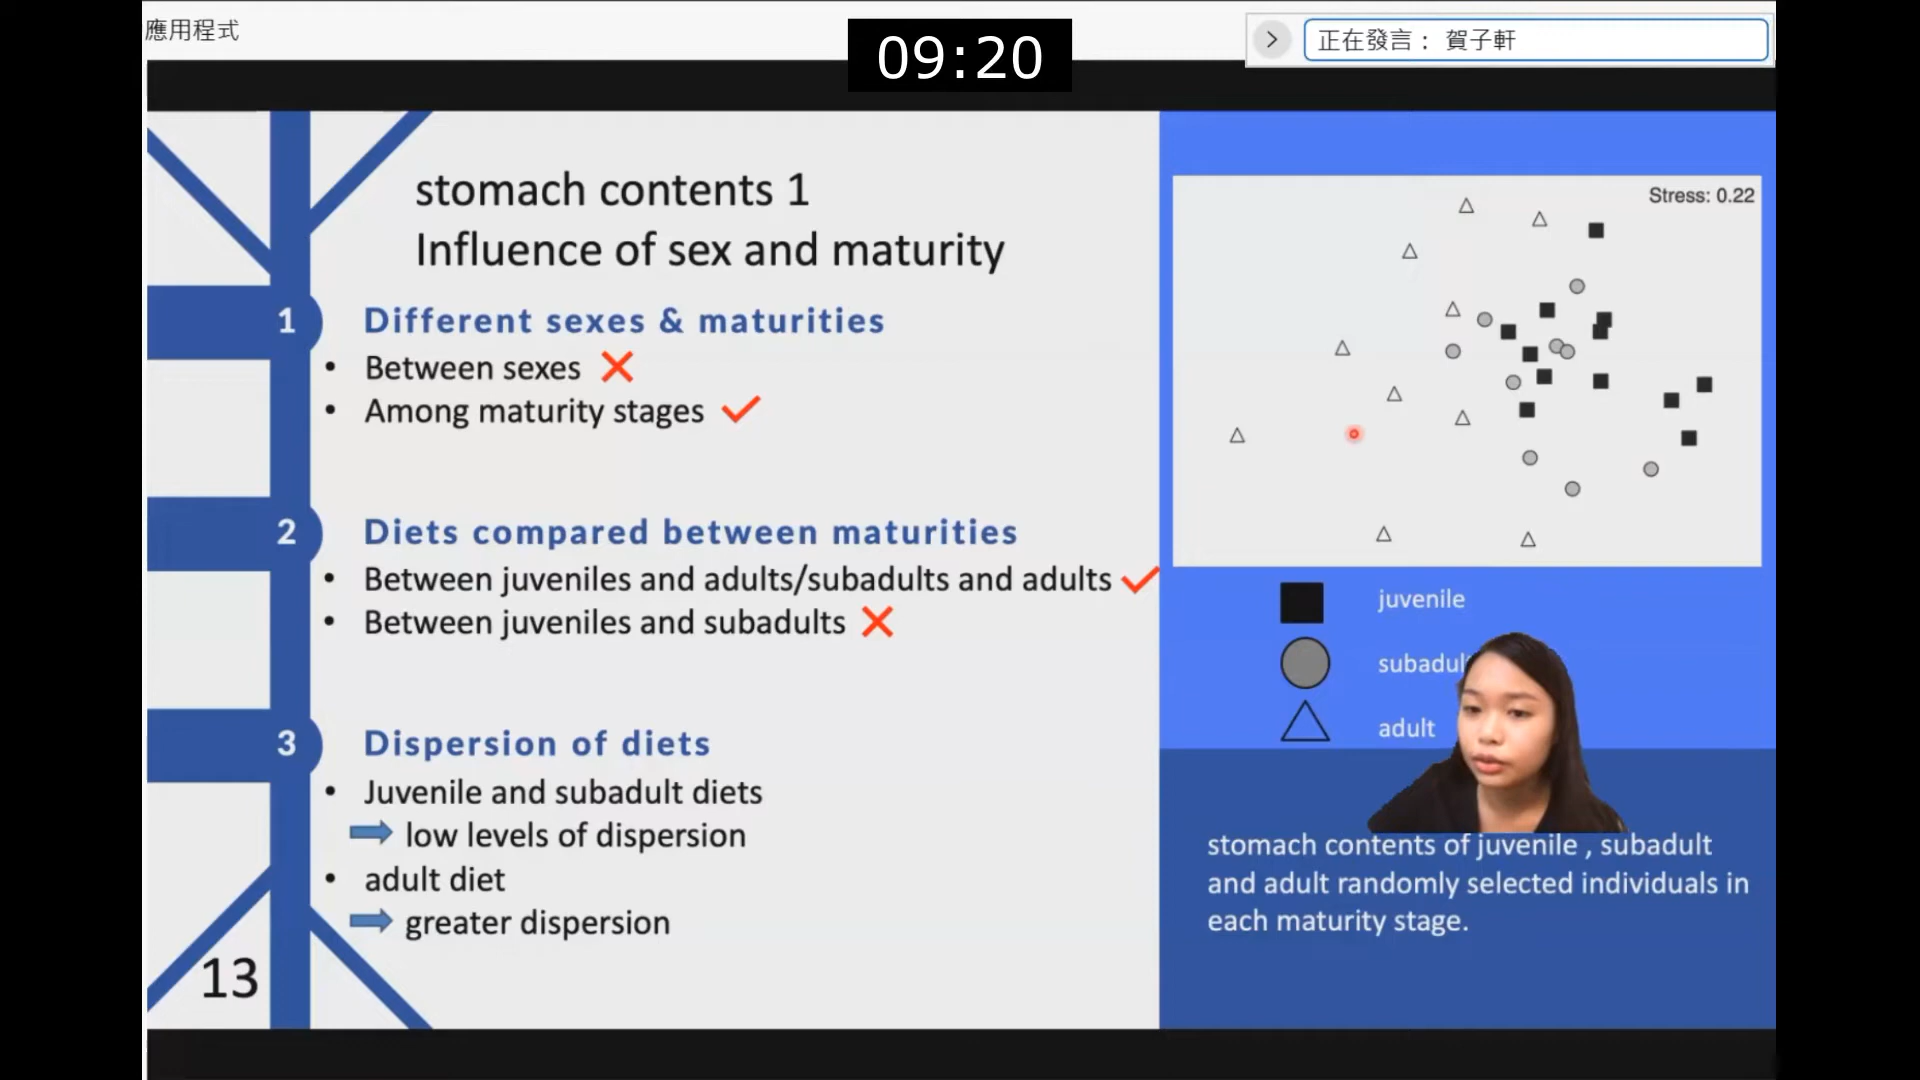 應用程式
09:20
正在發言： 賀子軒
stomach contents 1
Influence of sex and maturity
1 Different sexes & maturities
• Between sexes
• Among maturity stages
2 Diets compared between maturities
• Between juveniles and adults/subadults and adults
• Between juveniles and subadults
3 Dispersion of diets
• Juvenile and subadult diets
low levels of dispersion
• adult diet
greater dispersion
13
Stress: 0.22
juvenile
adult
stomach contents of juvenile , subadult
and adult randomly selected individuals in
each maturity stage.